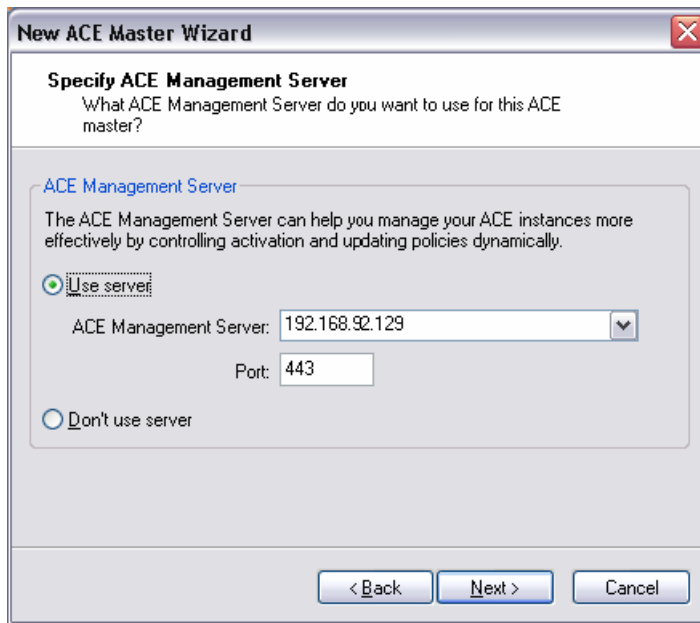 New ACE Master Wizard
Specify ACE Management Server
What ACE Management Server do you want to use for this ACE
master?
ACE Management Server
The ACE Management Server can help you manage your ACE instances more
effectively by controlling activation and updating policies dynamically.
Use server
ACE Management Server: 192.168.92.129
Port: 443
Don't use server
< Back Next > Cancel